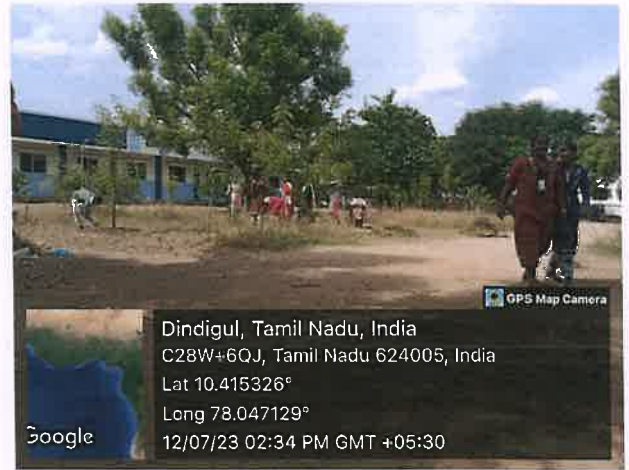 GPS Map Camera
Dindigul, Tamil Nadu, India
C28W+6QJ, Tamil Nadu 624005, India
Lat 10.415326°
Long 78.047129°
12/07/23 02:34 PM GMT +05:30
Google